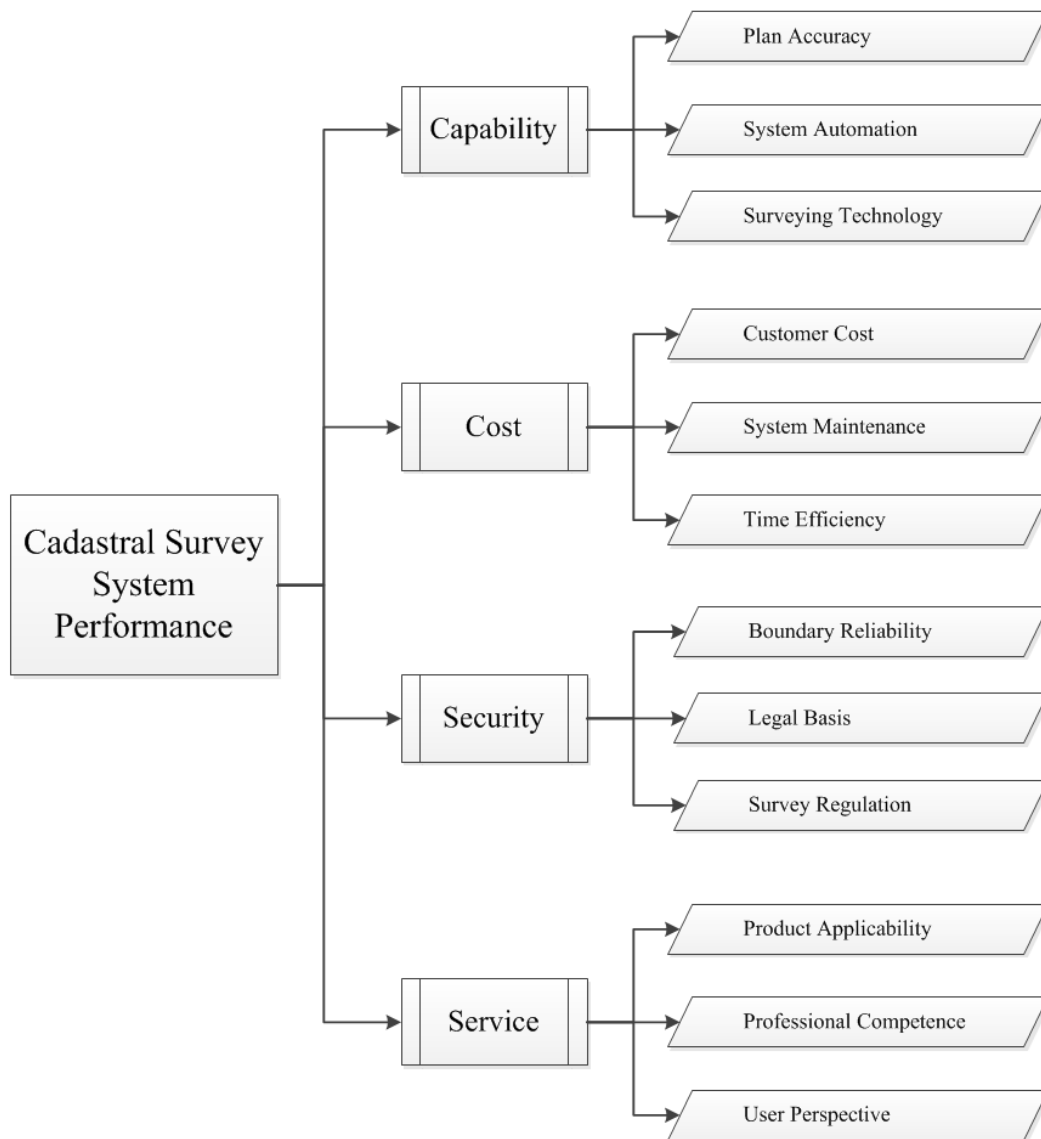 Plan Accuracy
Capability
System Automation
Surveying Technology
Customer Cost
Cost
System Maintenance
Time Efficiency
Cadastral Survey
System
Performance
Boundary Reliability
Security
Legal Basis
Survey Regulation
Product Applicability
Service
Professional Competence
User Perspective